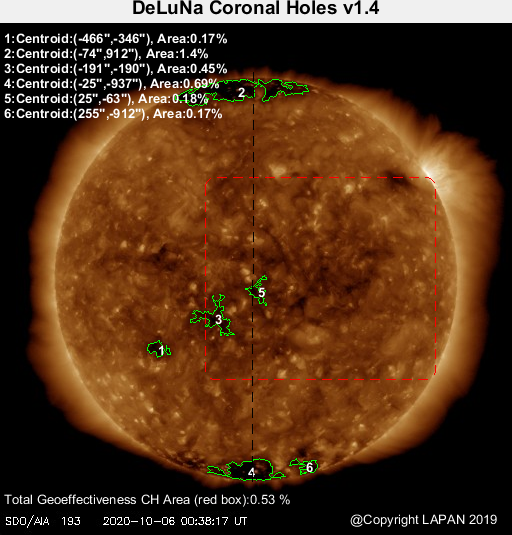 DeLuNa Coronal Holes v1.4
1:Centroid:(-466",-346"), Area:0.17%
2:Centroid:(-74",912"), Area:1.4%
3:Centroid:(-191",-190"), Area:0.45%
4:Centroid:(-25",-937"), Area:0.69%
5:Centroid:(25",-63"), Area:0.18%
6:Centroid:(255",-912"), Area:0.17%
2
5
3
1
4
6
Total Geoeffectiveness CH Area (red box):0.53 %
SDO/AIA 193 2020-10-06 00:38:17 UT
@Copyright LAPAN 2019